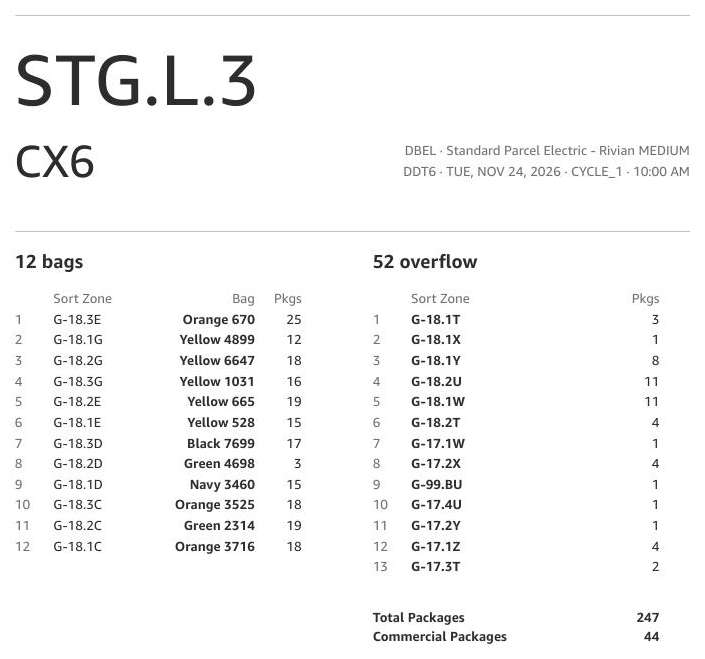 STG.L.3
CX6
DBEL · Standard Parcel Electric - Rivian MEDIUM
DDT6 · TUE, NOV 24, 2026 · CYCLE_1 · 10:00 AM
12 bags
Sort Zone Bag Pkgs
1 G-18.3E Orange 670 25
2 G-18.1G Yellow 4899 12
3 G-18.2G Yellow 6647 18
4 G-18.3G Yellow 1031 16
5 G-18.2E Yellow 665 19
6 G-18.1E Yellow 528 15
7 G-18.3D Black 7699 17
8 G-18.2D Green 4698 3
9 G-18.1D Navy 3460 15
10 G-18.3C Orange 3525 18
11 G-18.2C Green 2314 19
12 G-18.1C Orange 3716 18
52 overflow
Sort Zone Pkgs
1 G-18.1T 3
2 G-18.1X 1
3 G-18.1Y 8
4 G-18.2U 11
5 G-18.1W 11
6 G-18.2T 4
7 G-17.1W 1
8 G-17.2X 4
9 G-99.BU 1
10 G-17.4U 1
11 G-17.2Y 1
12 G-17.1Z 4
13 G-17.3T 2
Total Packages 247
Commercial Packages 44